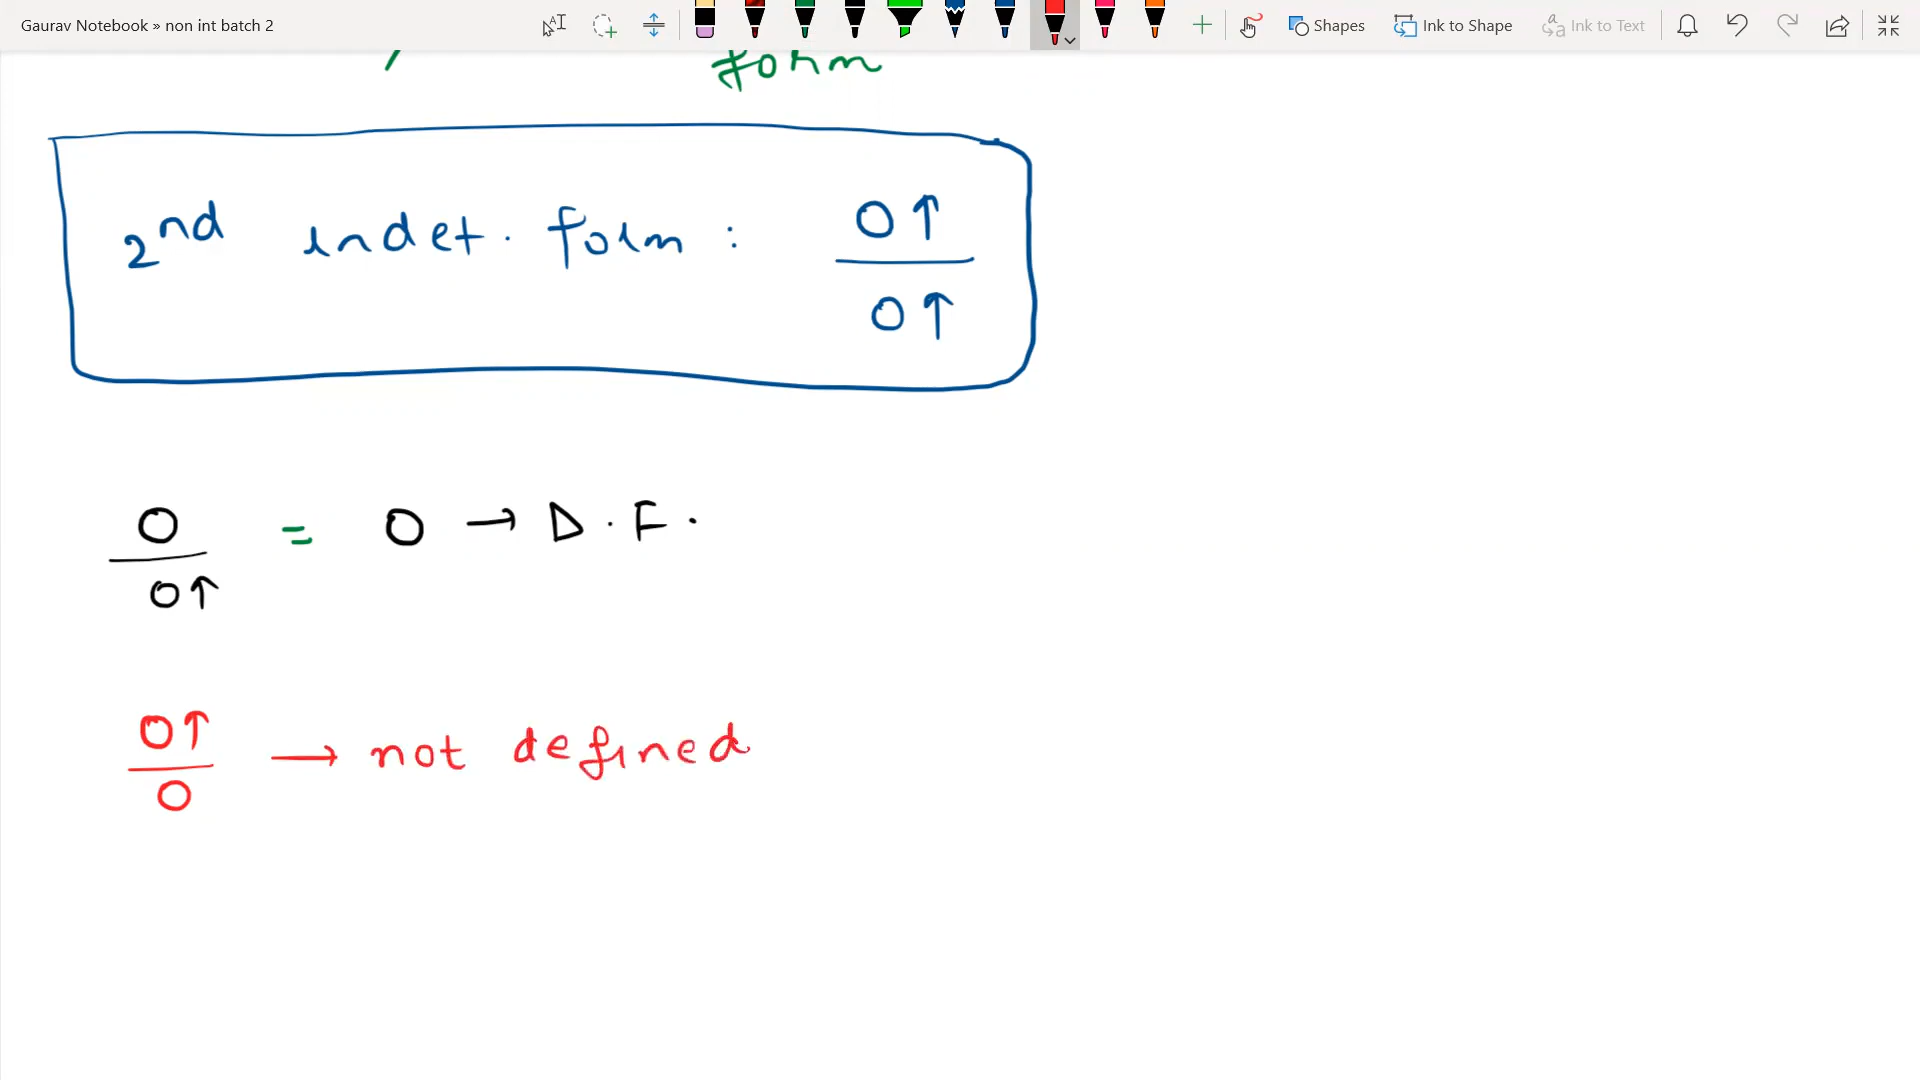 Gaurav Notebook » non int batch 2
Shapes
Ink to Shape
Ink to Text
form
2nd indet. form : 0↑
0↑
0 = 0 → D.F.
0↑
0↑ → not defined
0